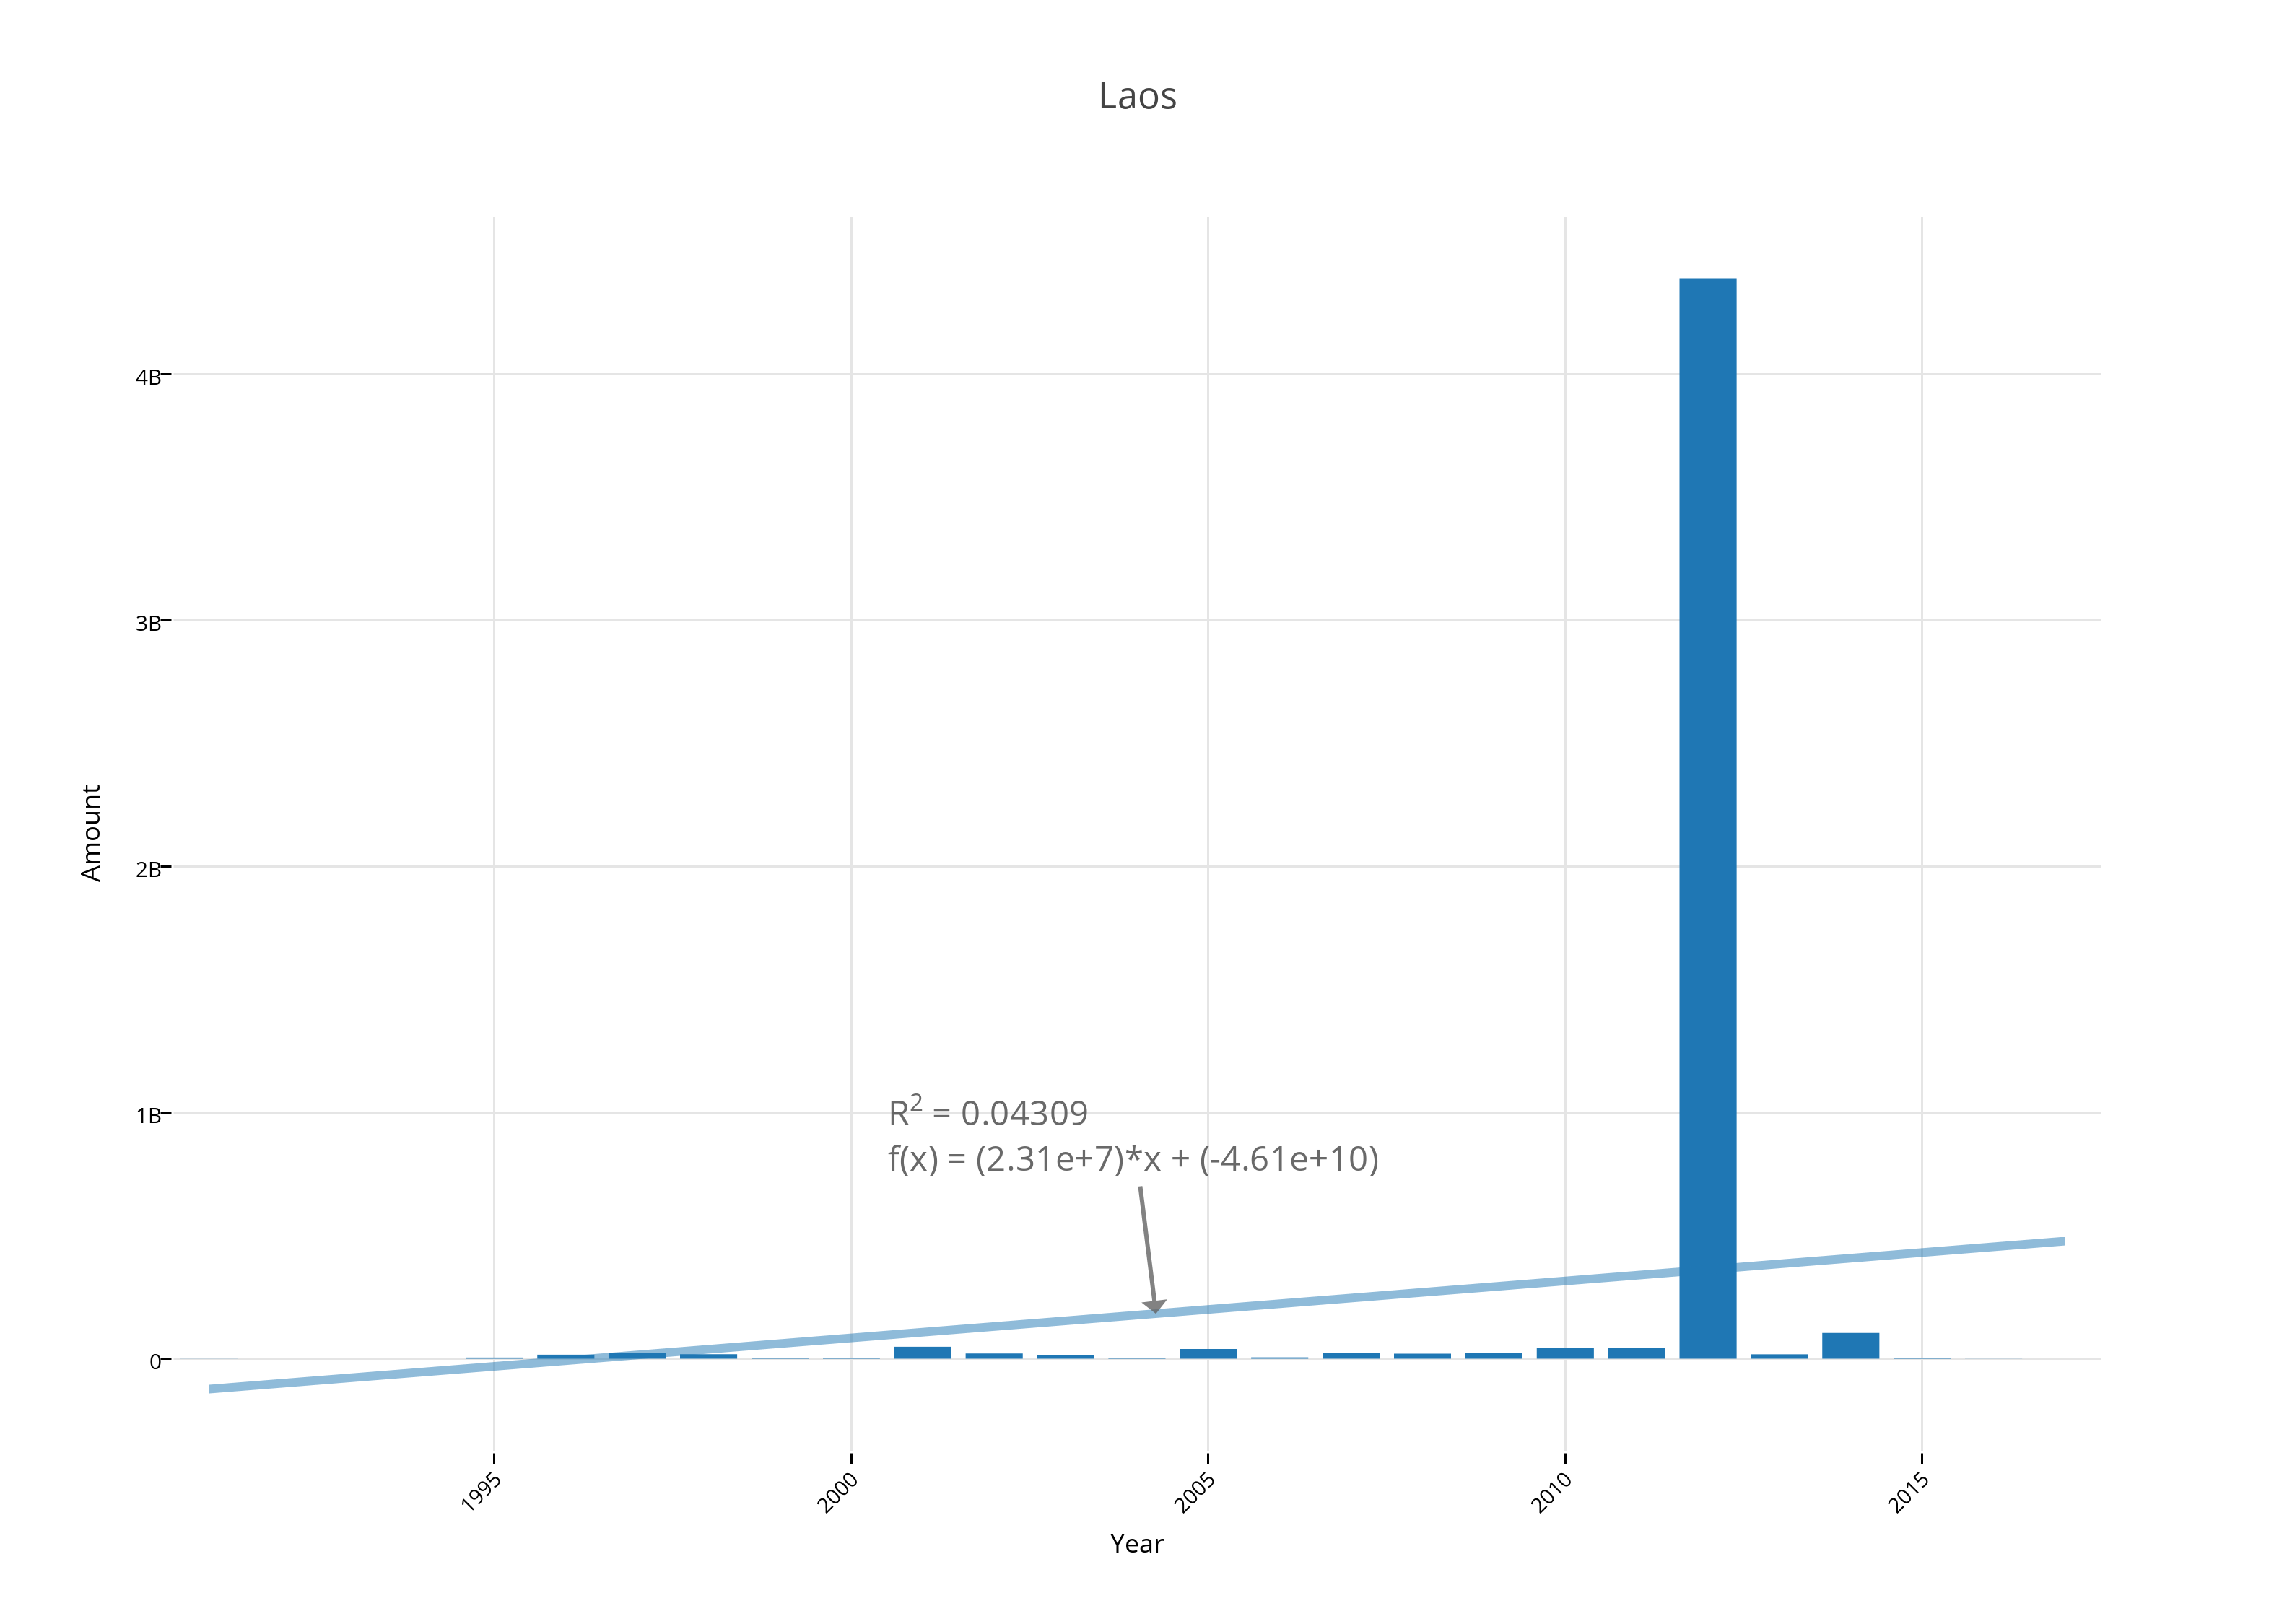 Laos
Amount
4B
3B
2B
1B
0
R² = 0.04309
f(x) = (2.31e+7)*x + (-4.61e+10)
1995
2000
2005
2010
2015
Year